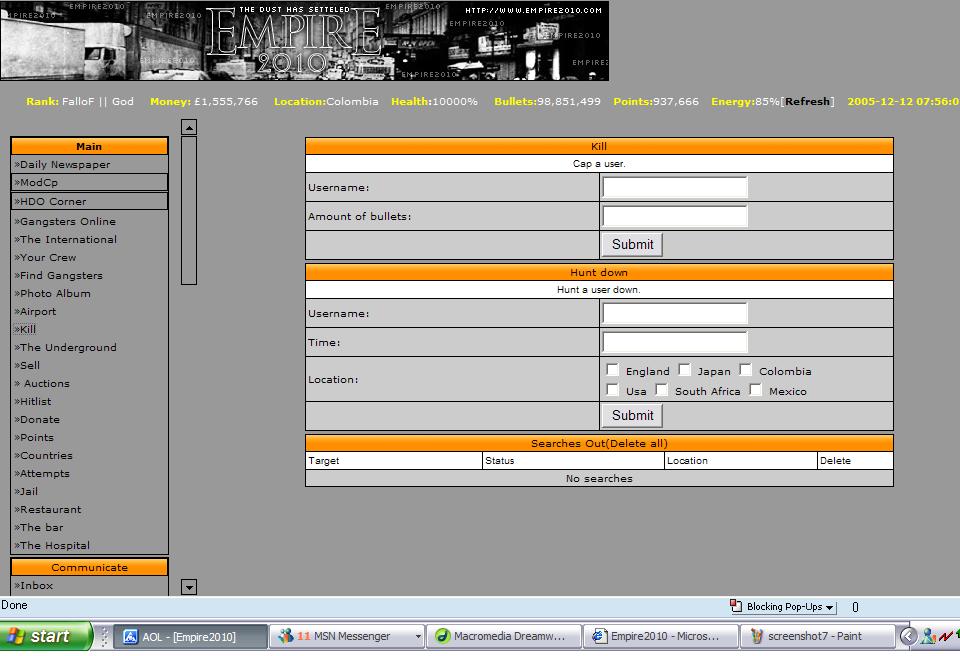 EMPIRE2010 EMPIRE2010 EMPIRE2010
THE DUST HAS SETTELED
EMPIRE
2010
HTTP://WWW.EMPIRE2010.COM
EMPIRE2010
EMPIRE2010
EMPIRE2010 EMPIRE2010
EMPIRE2010
Rank: FalloF || God Money: £1,555,766 Location:Colombia Health:10000% Bullets:98,851,499 Points:937,666 Energy:85%[Refresh] 2005-12-12 07:56:0
Main
»Daily Newspaper
»ModCp
»HDO Corner
»Gangsters Online
»The International
»Your Crew
»Find Gangsters
»Photo Album
»Airport
»Kill
»The Underground
»Sell
» Auctions
»Hitlist
»Donate
»Points
»Countries
»Attempts
»Jail
»Restaurant
»The bar
»The Hospital
Communicate
»Inbox
Kill
Cap a user.
Username:
Amount of bullets:
Submit
Hunt down
Hunt a user down.
Username:
Time:
Location:
England Japan Colombia
Usa South Africa Mexico
Submit
Searches Out(Delete all)
Target Status Location Delete
No searches
Done Blocking Pop-Ups 0
start AOL - [Empire2010] 11 MSN Messenger Macromedia Dreamw... Empire2010 - Micros... screenshot7 - Paint